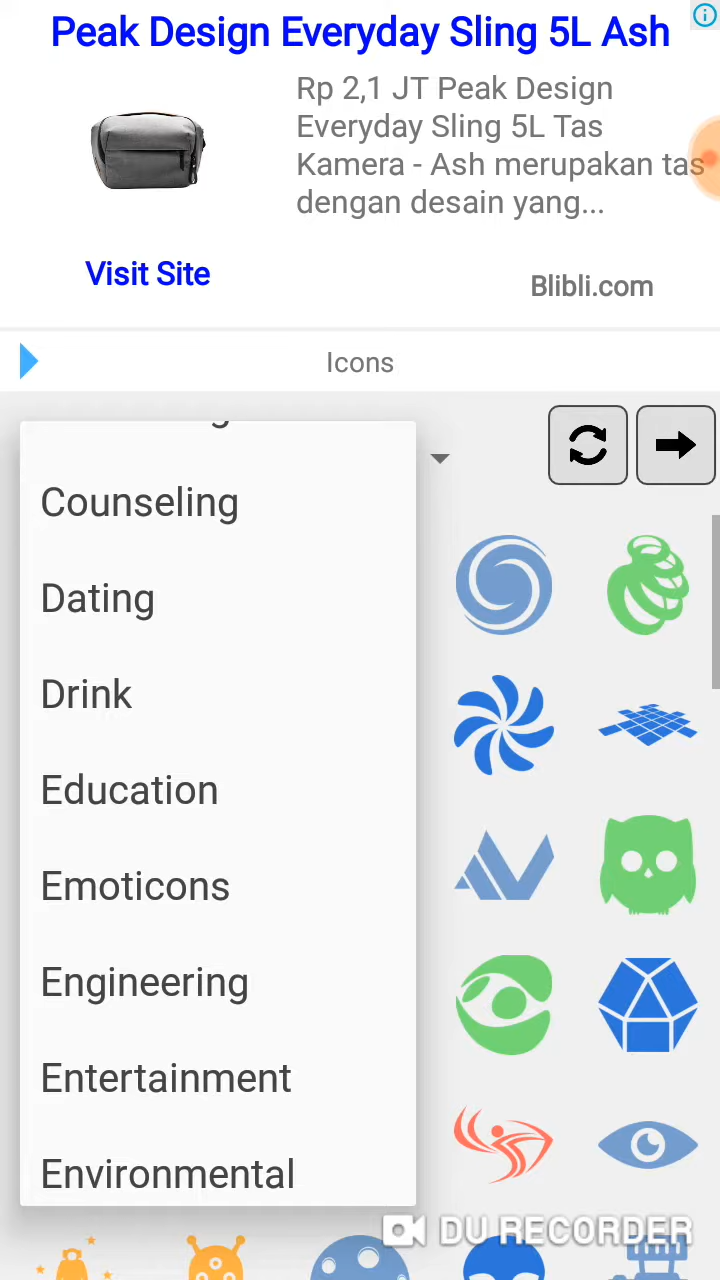 Peak Design Everyday Sling 5L Ash
Rp 2,1 JT Peak Design
Everyday Sling 5L Tas
Kamera - Ash merupakan tas
dengan desain yang...
Visit Site
Blibli.com
Icons
Counseling
Dating
Drink
Education
Emoticons
Engineering
Entertainment
Environmental
DU RECORDER